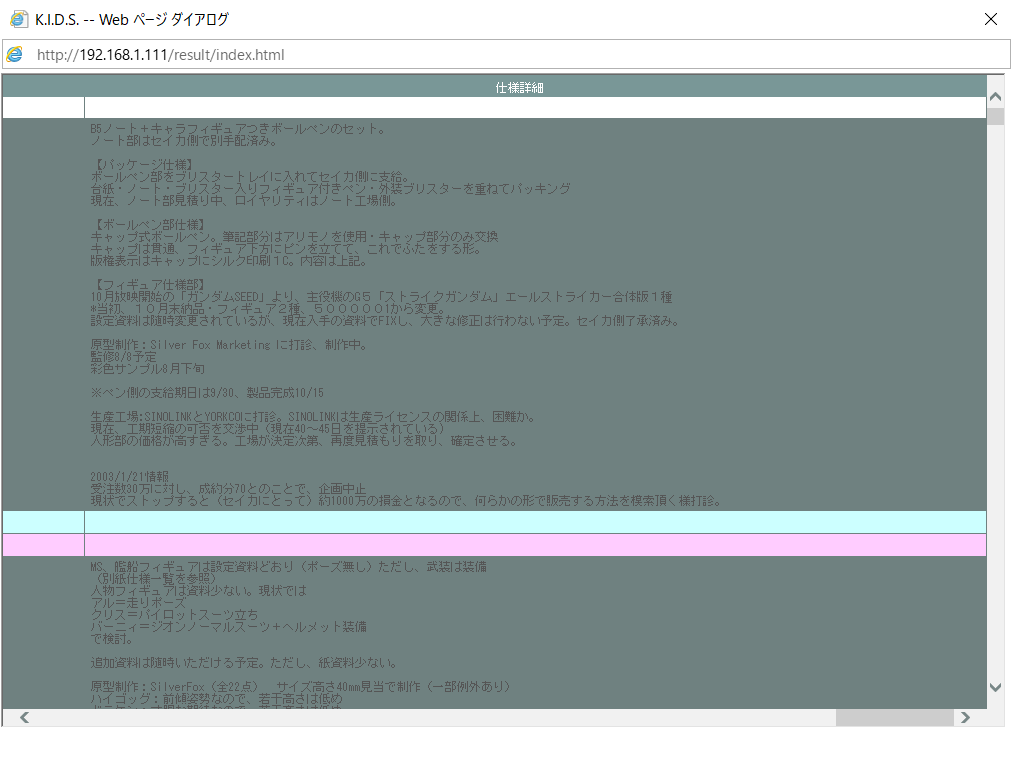 K.I.D.S. -- Web ページ ダイアログ
http://192.168.1.111/result/index.html
仕様詳細
B5ノート＋キャラフィギュアつきボールペンのセット。
ノート部はセイカ側で別手配済み。
【パッケージ仕様】
ボールペン部をブリスタートレイに入れてセイカ側に支給。
台紙・ノート・ブリスター入りフィギュア付きペン・外装ブリスターを重ねてパッキング
現在、ノート部見積り中、ロイヤリティはノート工場側。
【ボールペン部仕様】
キャップ式ボールペン。筆記部分はアリモノを使用・キャップ部分のみ交換
キャップは貫通、フィギュア下方にピンを立てて、これでふたをする形。
版権表示はキャップにシルク印刷１C。内容は上記。
【フィギュア仕様部】
10月放映開始の「ガンダムSEED」より、主役機のG５「ストライクガンダム」エールストライカー合体版１種
*当初、１０月末納品・フィギュア２種、５０００００1から変更。
設定資料は随時変更されているが、現在入手の資料でFIXし、大きな修正は行わない予定。セイカ側了承済み。
原型制作：Silver Fox Marketing に打診、制作中。
監修8/8予定
彩色サンプル8月下旬
※ペン側の支給期日は9/30、製品完成10/15
生産工場:SINOLINKとYORKCOに打診。SINOLINKは生産ライセンスの関係上、困難か。
現在、工期短縮の可否を交渉中（現在40～45日を提示されている）
人形部の価格が高すぎる。工場が決定次第、再度見積もりを取り、確定させる。
2003/1/21情報
受注数30万に対し、成約分70とのことで、企画中止
現状でストップすると（セイカにとって）約1000万の損金となるので、何らかの形で販売する方法を模索頂く様打診。
MS、艦船フィギュアは設定資料どおり（ポーズ無し）ただし、武装は装備
（別紙仕様一覧を参照）
人物フィギュアは資料少ない。現状では
アル＝走りポーズ
クリス＝パイロットスーツ立ち
バーニィ＝ジオンノーマルスーツ＋ヘルメット装備
で検討。
追加資料は随時いただける予定。ただし、紙資料少ない。
原型制作：SilverFox（全22点）　サイズ高さ40mm見当で制作（一部例外あり）
ハイゴッグ：前傾姿勢なので、若干高さは低め